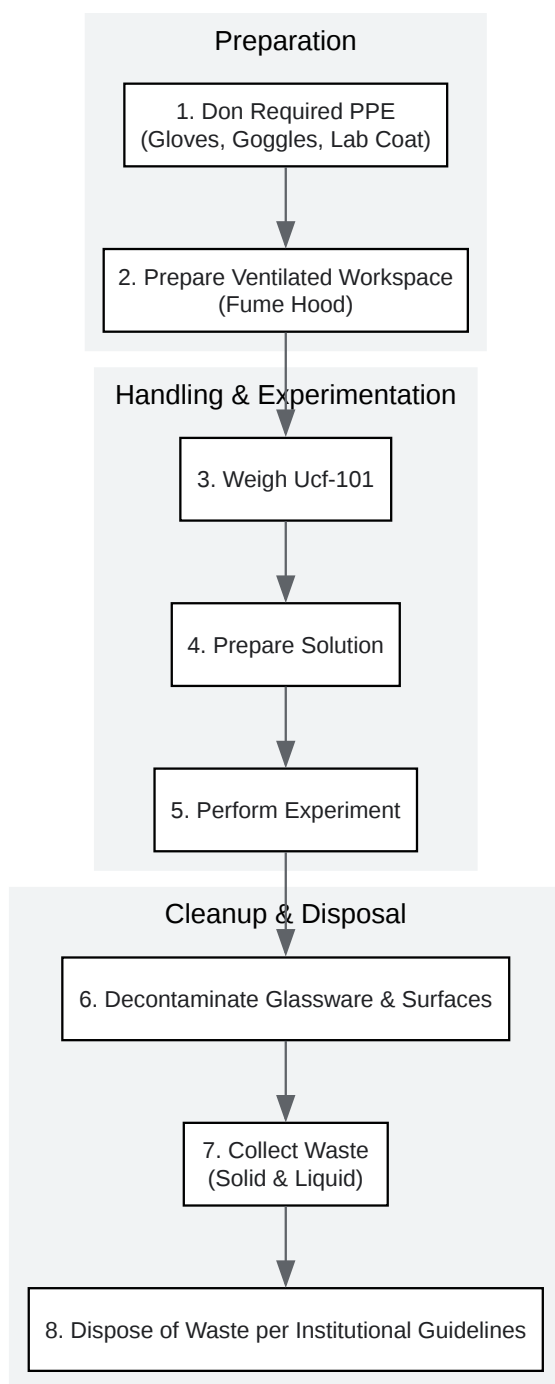 Preparation
1. Don Required PPE
(Gloves, Goggles, Lab Coat)
2. Prepare Ventilated Workspace
(Fume Hood)
Handling & Experimentation
3. Weigh Ucf-101
4. Prepare Solution
5. Perform Experiment
Cleanup & Disposal
6. Decontaminate Glassware & Surfaces
7. Collect Waste
(Solid & Liquid)
8. Dispose of Waste per Institutional Guidelines